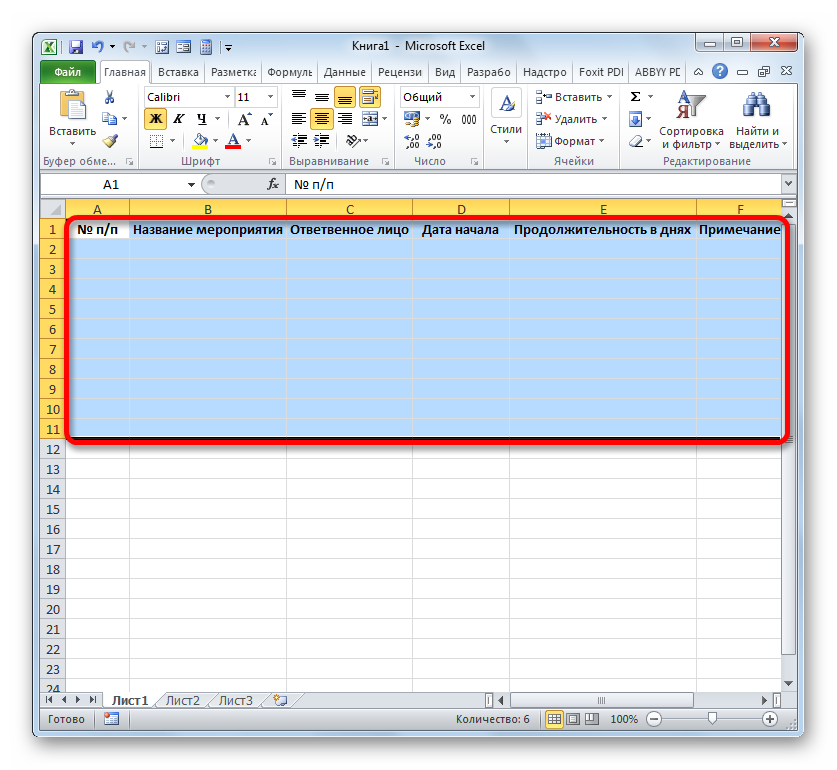 Книга1 - Microsoft Excel
Файл Главная Вставка Разметка Формуль Данные Рецензи Вид Разрабо Надстро Foxit PDI ABBYY PD
Calibri 11 Общий
Вставить Ж К Ч А А % 000 Стили Вставить Удалить Формат Σ Сортировка и фильтр Найти и выделить
Буфер обме... Шрифт Выравнивание Число Ячейки Редактирование
A1 fx № п/п
A B C D E F
1 № п/п Название мероприятия Ответвенное лицо Дата начала Продолжительность в днях Примечание
2
3
4
5
6
7
8
9
10
11
12
13
14
15
16
17
18
19
20
21
22
23
24
Лист1 Лист2 Лист3
Готово Количество: 6 100%